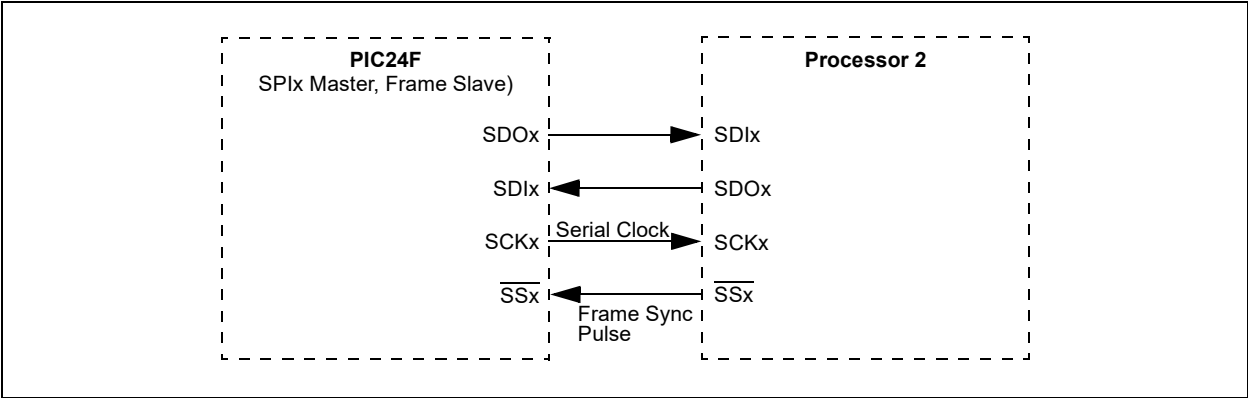 PIC24F
SPIx Master, Frame Slave)
Processor 2
SDOx
SDIx
SDIx
SDOx
SCKx
Serial Clock
SCKx
SSx
SSx
Frame Sync
Pulse